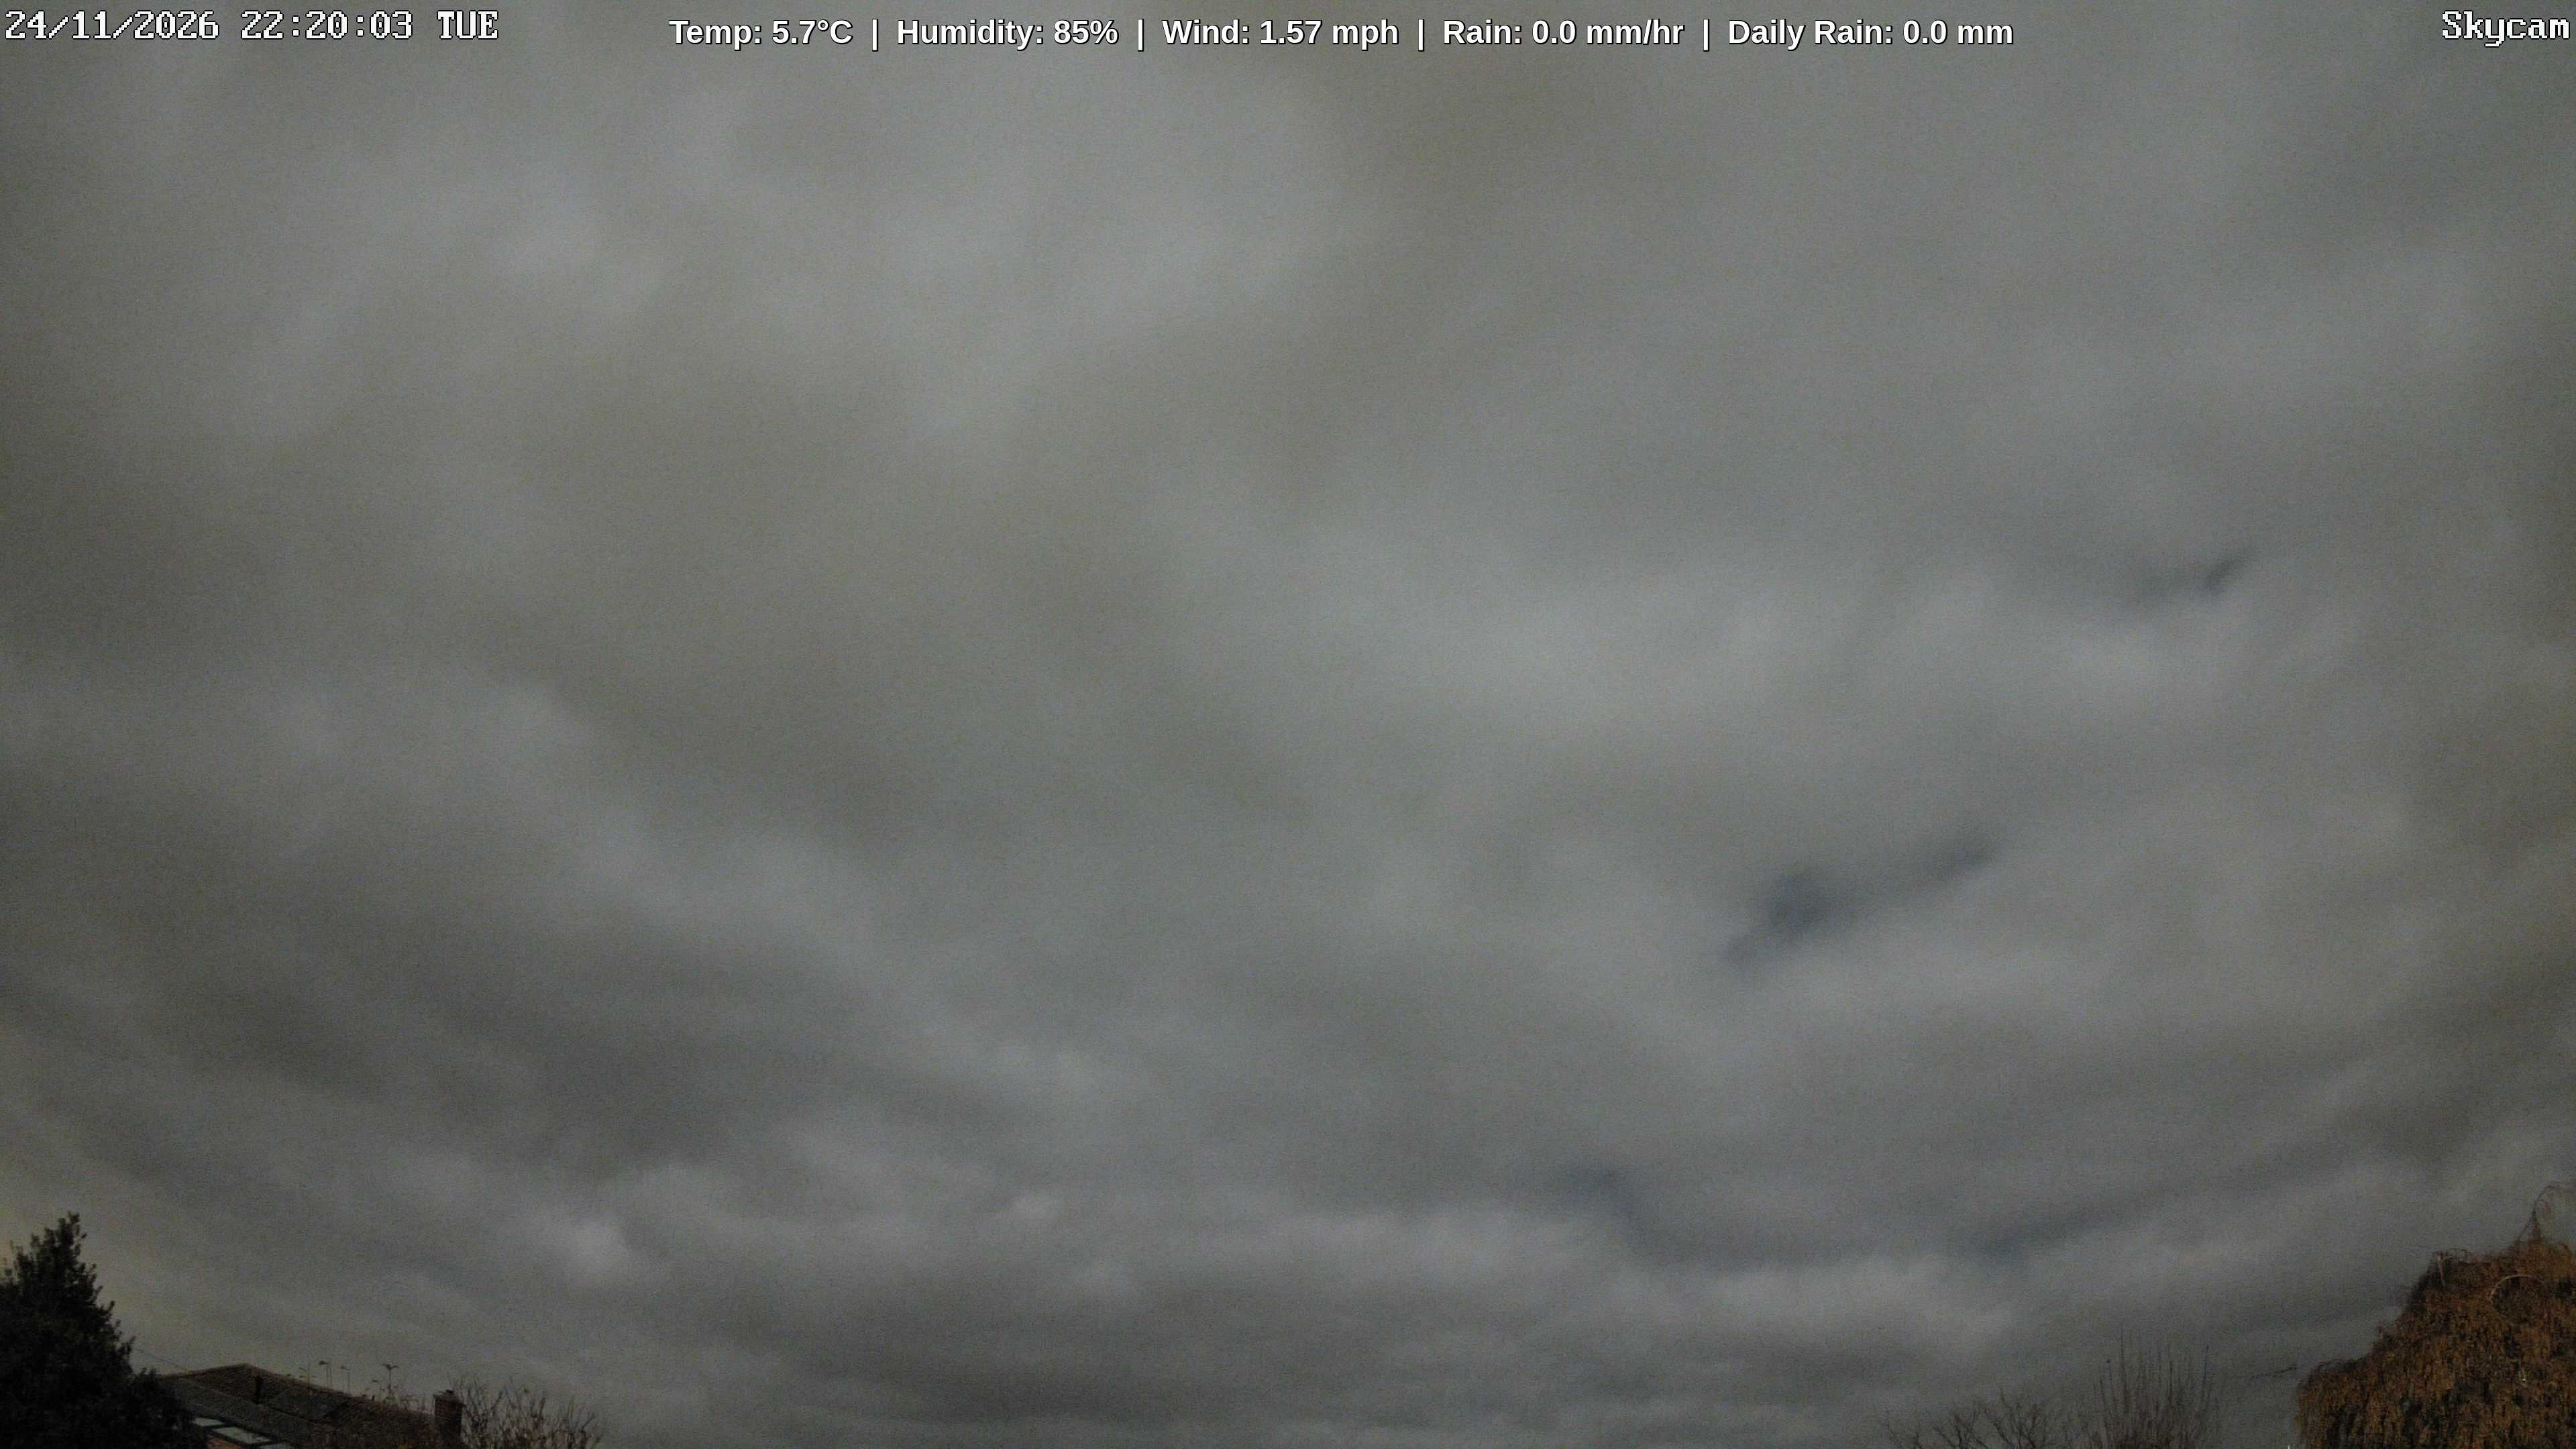 24/11/2026 22:20:03 TUE
Temp: 5.7°C | Humidity: 85% | Wind: 1.57 mph | Rain: 0.0 mm/hr | Daily Rain: 0.0 mm
Skycam